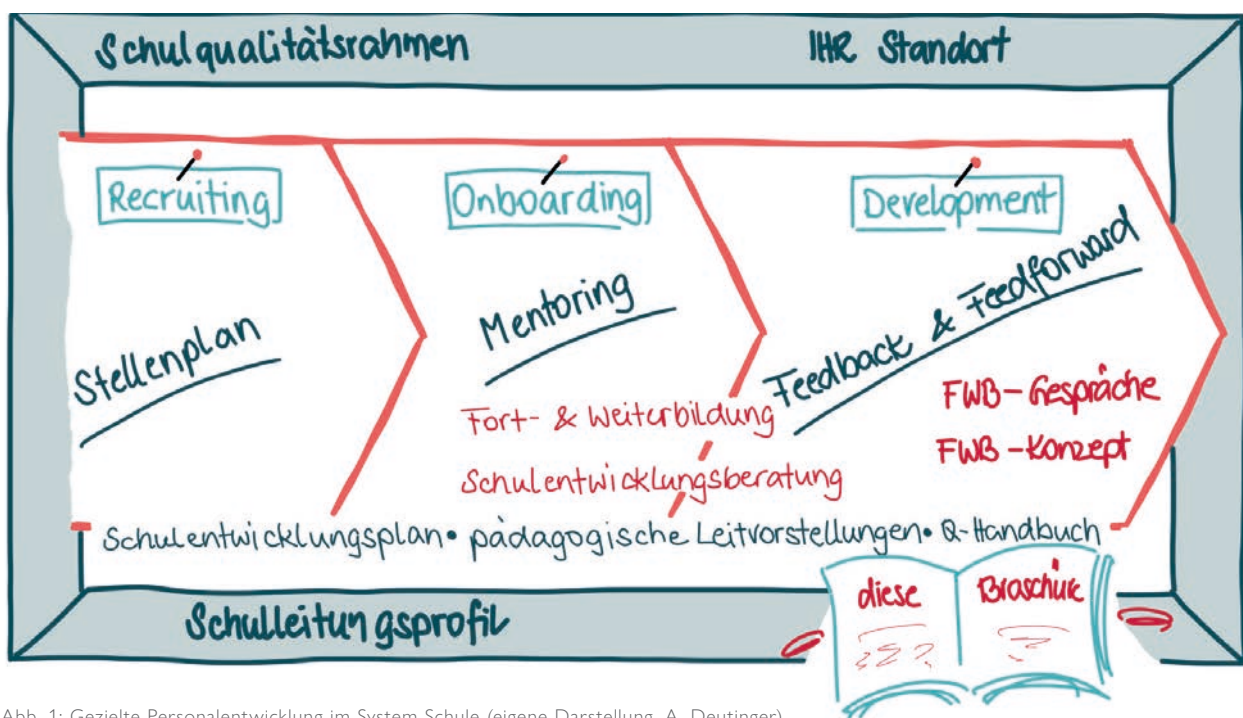 Schulqualitätsrahmen
IHR Standort
Recruiting
Onboarding
Development
Stellenplan
Mentoring
Feedback & Feedforward
Fort- & Weiterbildung
Schulentwicklungsberatung
FWB-Gespräche
FWB-Konzept
Schulentwicklungsplan • pädagogische Leitvorstellungen • Q-Handbuch
Schulleitungsprofil
diese Broschüre
Abb. 1: Gezielte Personalentwicklung im System Schule (eigene Darstellung, A. Deutinger)